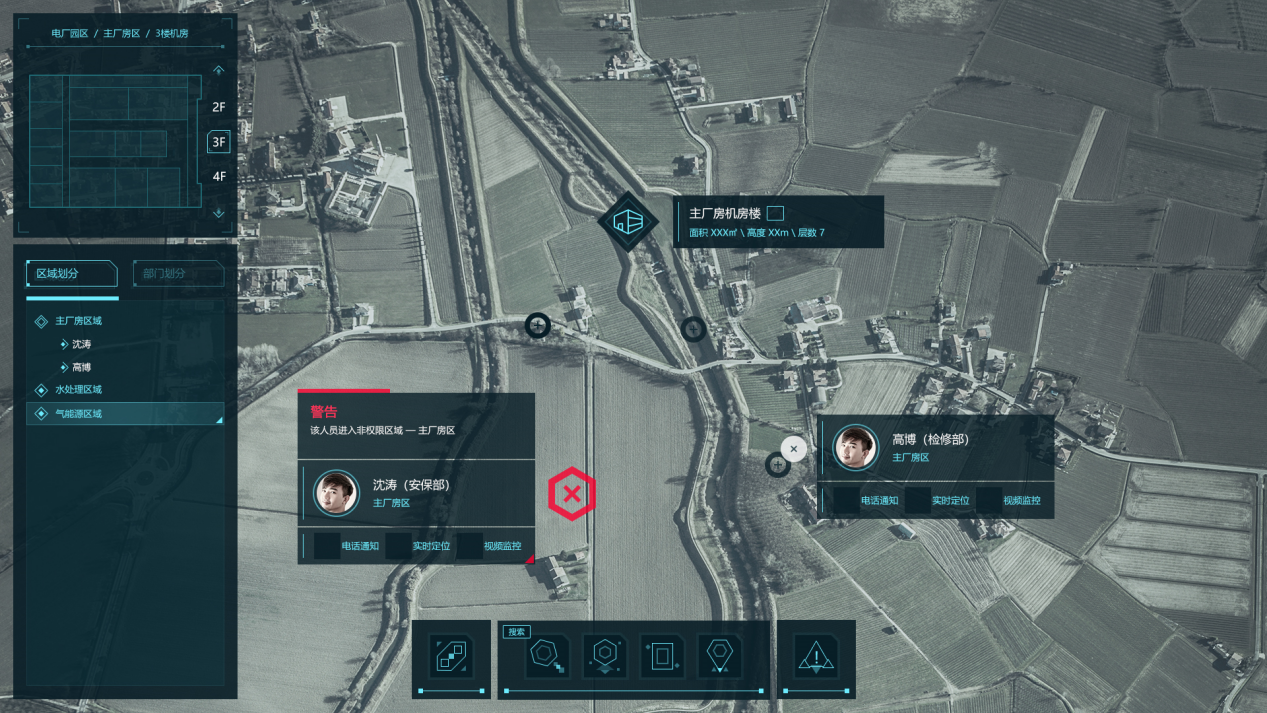 电厂园区 / 主厂房区 / 3楼机房
2F
3F
4F
区域划分
部门划分
主厂房区域
沈涛
高博
水处理区域
气能源区域
主厂房机房楼
面积 XXX㎡ \ 高度 XXm \ 层数 7
警告
该人员进入非权限区域 — 主厂房区
沈涛（安保部）
主厂房区
电话通知
实时定位
视频监控
高博（检修部）
主厂房区
电话通知
实时定位
视频监控
搜索